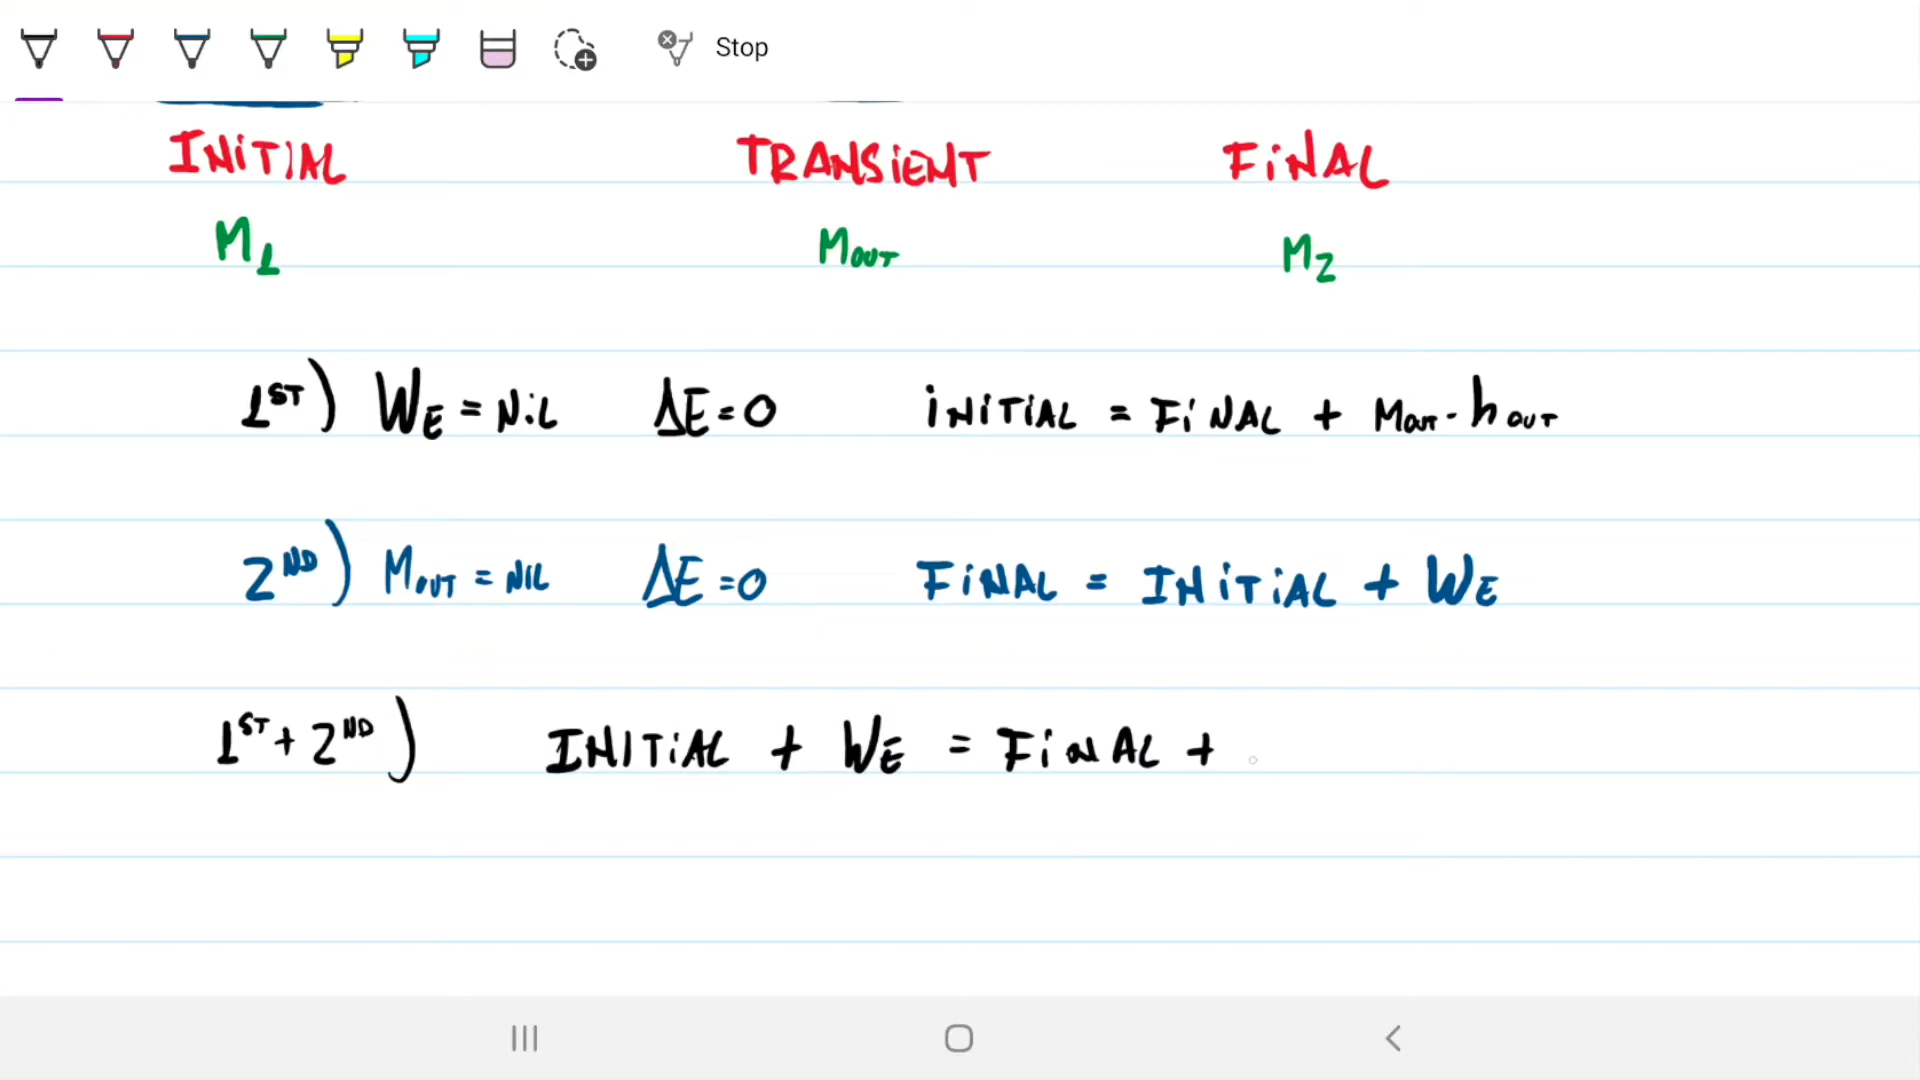 Stop
INITIAL TRANSIENT FINAL
M1 MOUT M2
1ST) WE = NIL ΔE = 0 INITIAL = FINAL + MOUT · hOUT
2ND) MOUT = NIL ΔE = 0 FINAL = INITIAL + WE
1ST + 2ND) INITIAL + WE = FINAL +